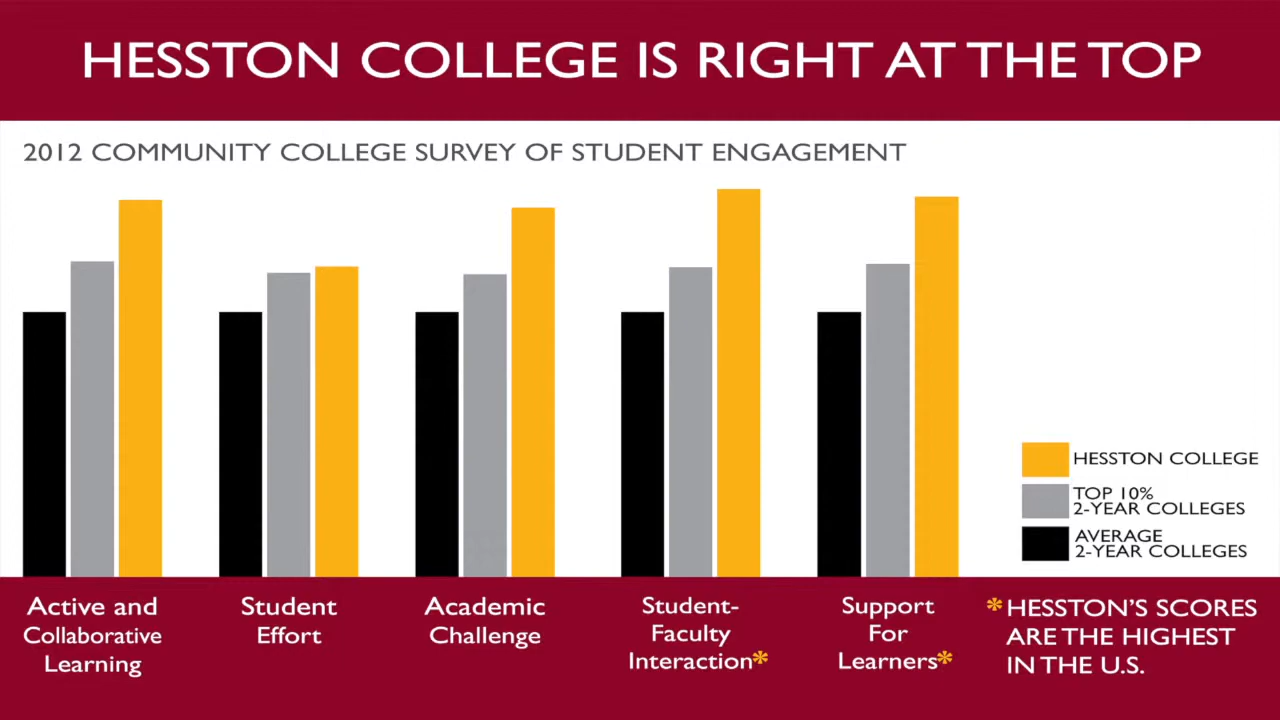 HESSTON COLLEGE IS RIGHT AT THE TOP
2012 COMMUNITY COLLEGE SURVEY OF STUDENT ENGAGEMENT
HESSTON COLLEGE
TOP 10%
2-YEAR COLLEGES
AVERAGE
2-YEAR COLLEGES
Active and
Collaborative
Learning
Student
Effort
Academic
Challenge
Student-
Faculty
Interaction*
Support
For
Learners*
*HESSTON'S SCORES
ARE THE HIGHEST
IN THE U.S.